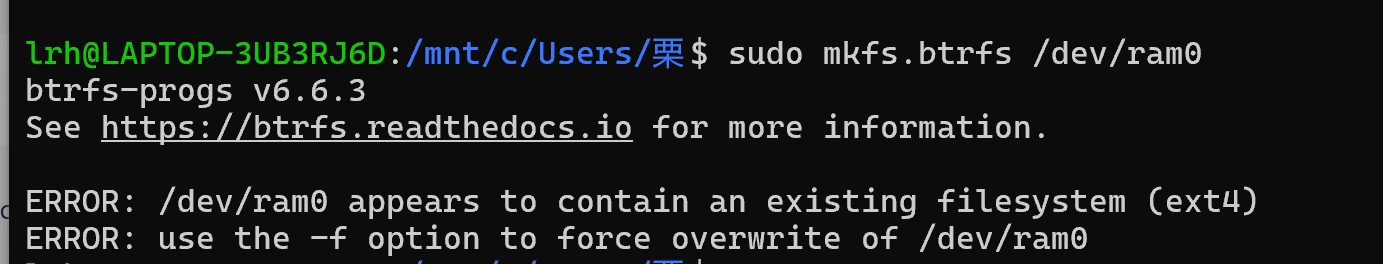 lrh@LAPTOP-3UB3RJ6D:/mnt/c/Users/栗$ sudo mkfs.btrfs /dev/ram0
btrfs-progs v6.6.3
See https://btrfs.readthedocs.io for more information.
ERROR: /dev/ram0 appears to contain an existing filesystem (ext4)
ERROR: use the -f option to force overwrite of /dev/ram0